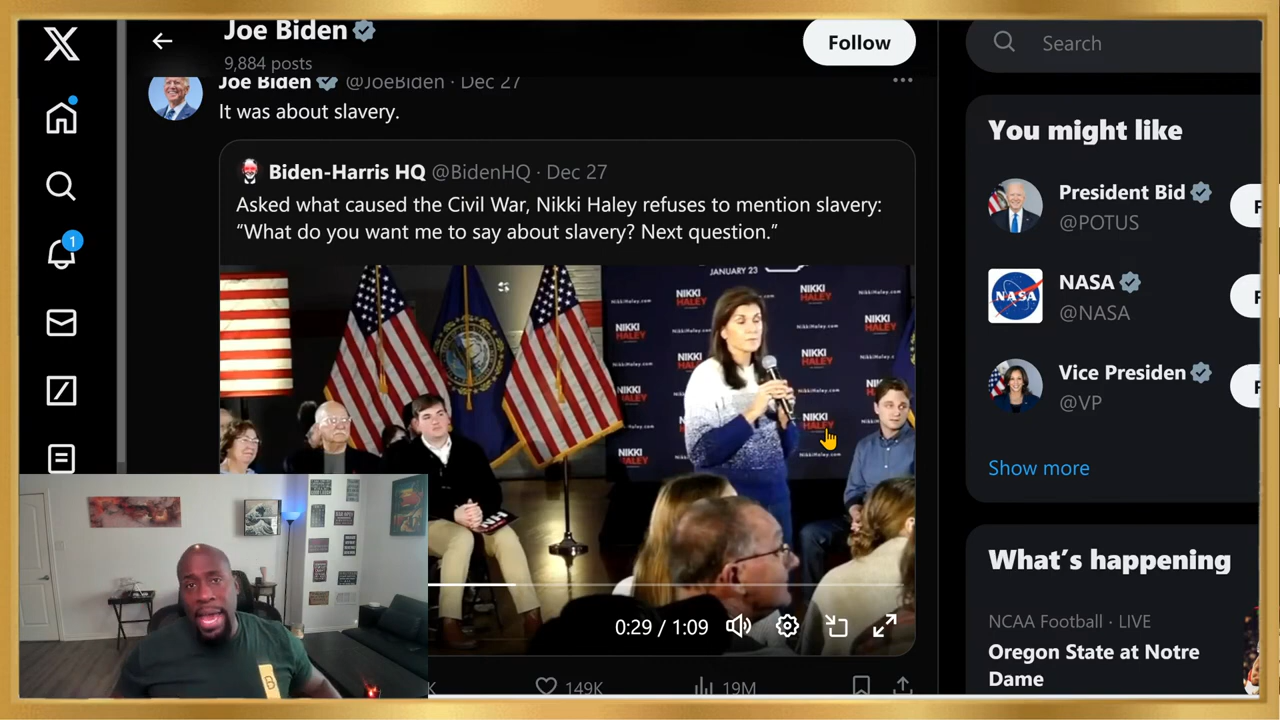 Joe Biden
9,884 posts
Follow
Search
Joe Biden @JoeBiden · Dec 27
It was about slavery.
Biden-Harris HQ @BidenHQ · Dec 27
Asked what caused the Civil War, Nikki Haley refuses to mention slavery:
“What do you want me to say about slavery? Next question.”
JANUARY 23
NIKKI HALEY
NikkiHaley.com
0:29 / 1:09
149K
19M
1
You might like
President Bid
@POTUS
F
NASA
NASA
@NASA
F
Vice Presiden
@VP
F
Show more
What’s happening
NCAA Football · LIVE
Oregon State at Notre
Dame